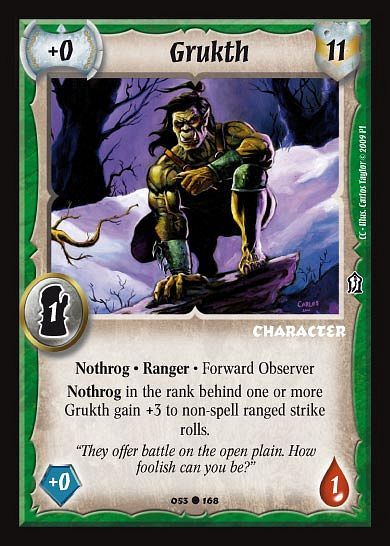 +0
Grukth
11
CC • Illus. Carlos Taylor © 2009 P1
CARLOS
1
CHARACTER
Nothrog • Ranger • Forward Observer
Nothrog in the rank behind one or more
Grukth gain +3 to non-spell ranged strike
rolls.
“They offer battle on the open plain. How
foolish can you be?”
+0
053 ● 168
1